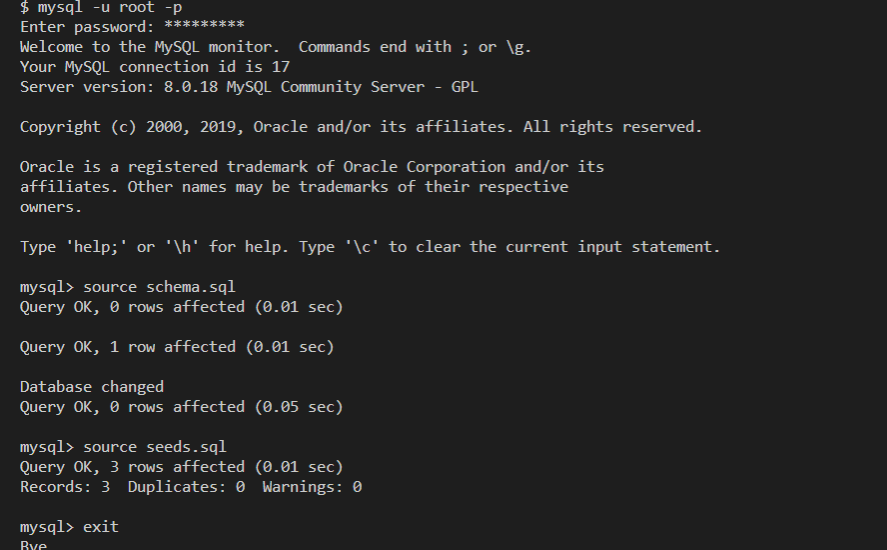 $ mysql -u root -p
Enter password: *********
Welcome to the MySQL monitor.  Commands end with ; or \g.
Your MySQL connection id is 17
Server version: 8.0.18 MySQL Community Server - GPL

Copyright (c) 2000, 2019, Oracle and/or its affiliates. All rights reserved.

Oracle is a registered trademark of Oracle Corporation and/or its
affiliates. Other names may be trademarks of their respective
owners.

Type 'help;' or '\h' for help. Type '\c' to clear the current input statement.

mysql> source schema.sql
Query OK, 0 rows affected (0.01 sec)

Query OK, 1 row affected (0.01 sec)

Database changed
Query OK, 0 rows affected (0.05 sec)

mysql> source seeds.sql
Query OK, 3 rows affected (0.01 sec)
Records: 3  Duplicates: 0  Warnings: 0

mysql> exit
Bye